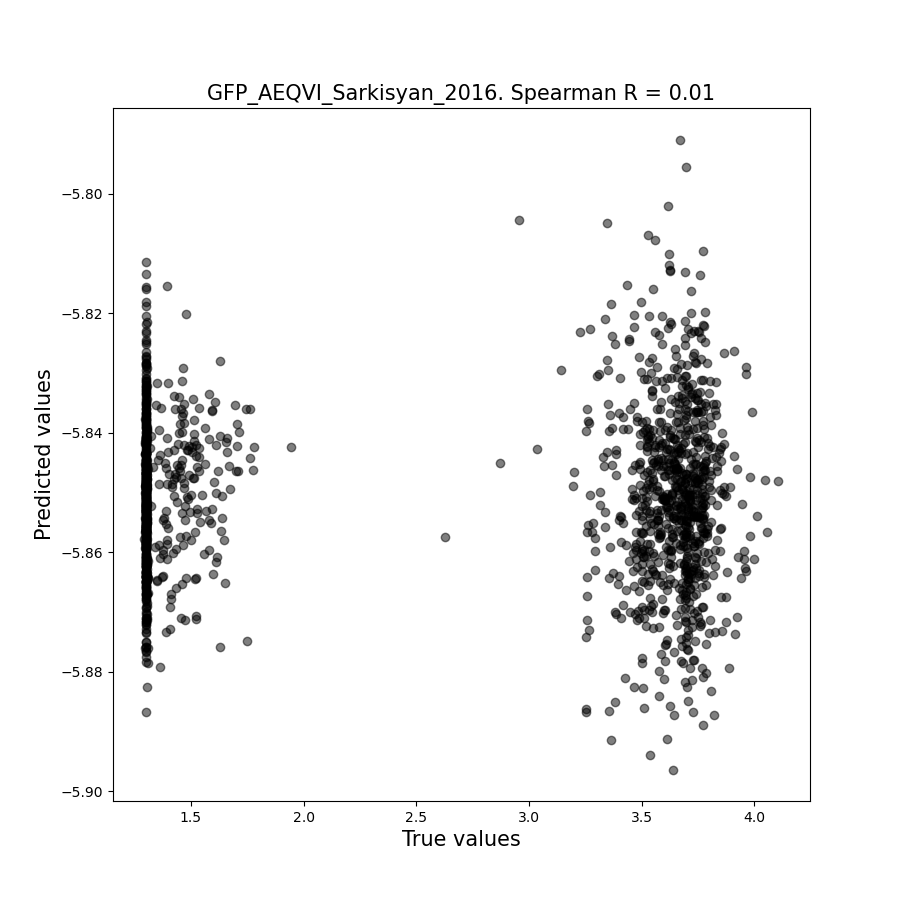 GFP_AEQVI_Sarkisyan_2016. Spearman R = 0.01
−5.80
−5.82
−5.84
−5.86
−5.88
−5.90
Predicted values
1.5 2.0 2.5 3.0 3.5 4.0
True values